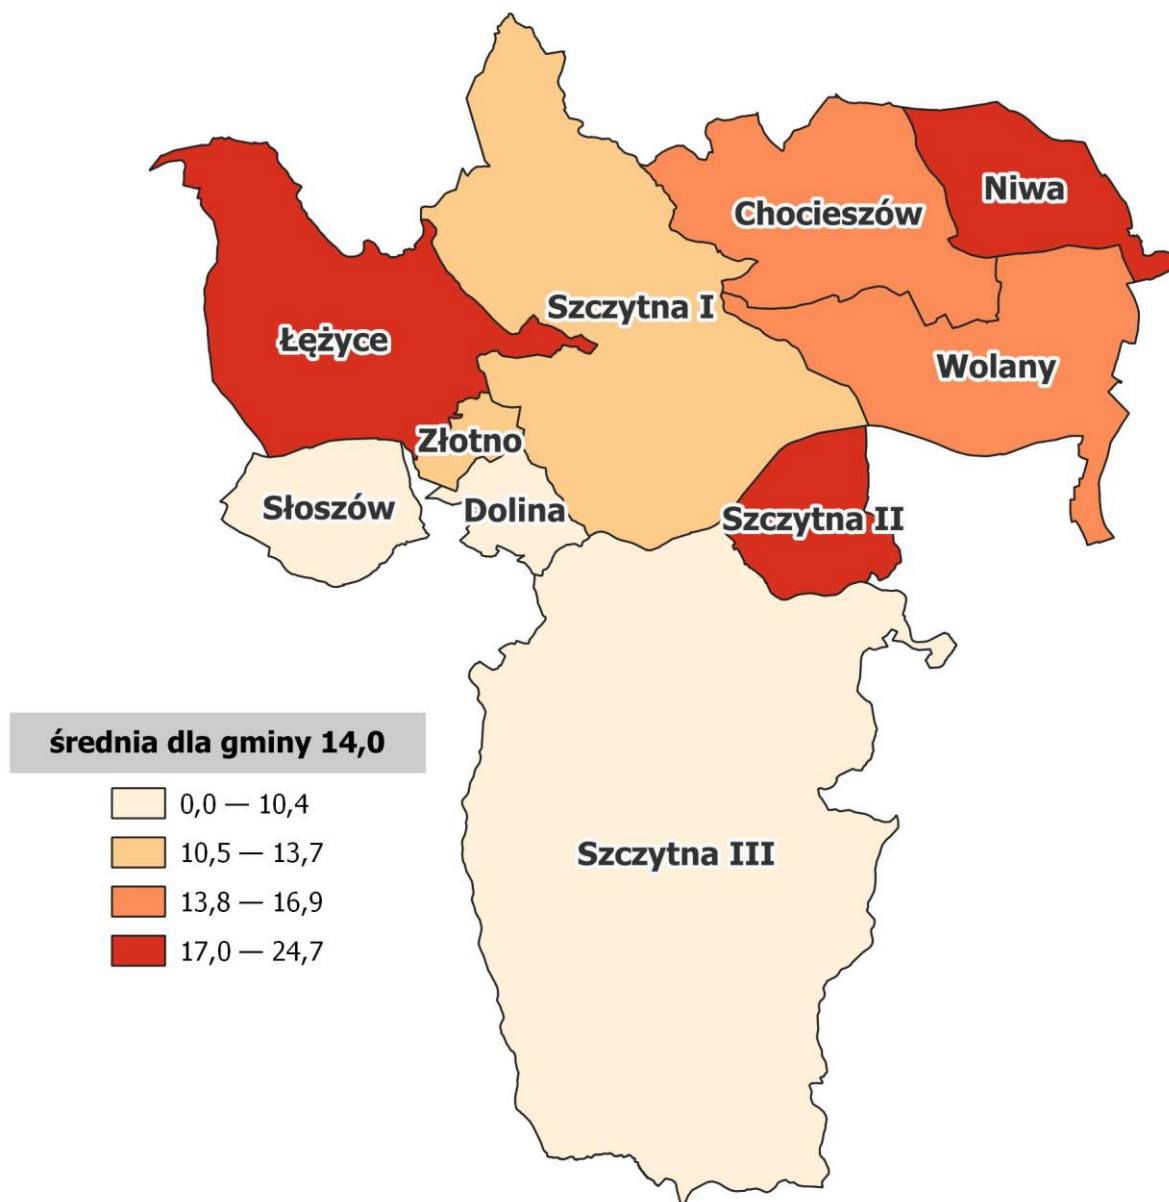 Niwa
Chocieszów
Szczytna I
Łężyce
Wolany
Złotno
Słoszów
Dolina
Szczytna II
średnia dla gminy 14,0
0,0 — 10,4
10,5 — 13,7
13,8 — 16,9
17,0 — 24,7
Szczytna III